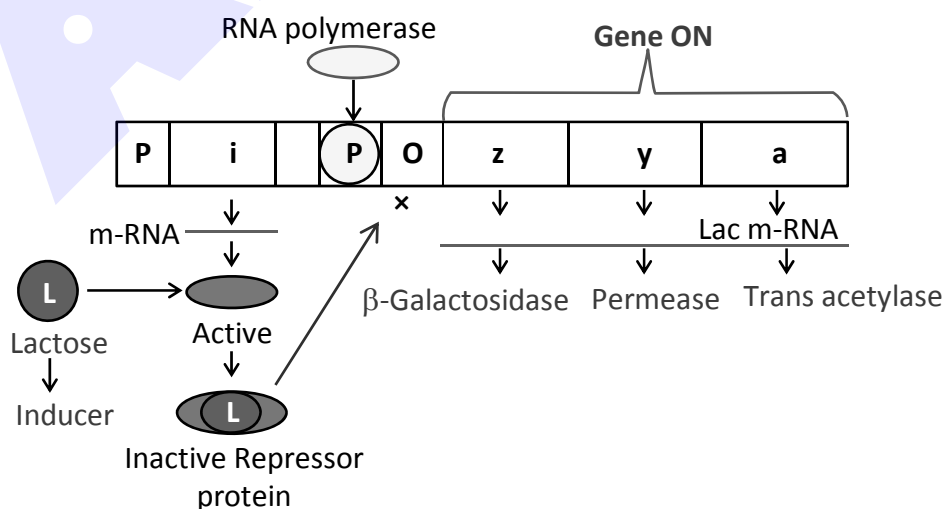 RNA polymerase
Gene ON
P i P O z y a
×
m-RNA
Lac m-RNA
L
β-Galactosidase Permease Trans acetylase
Lactose
Active
Inducer
L
Inactive Repressor
protein